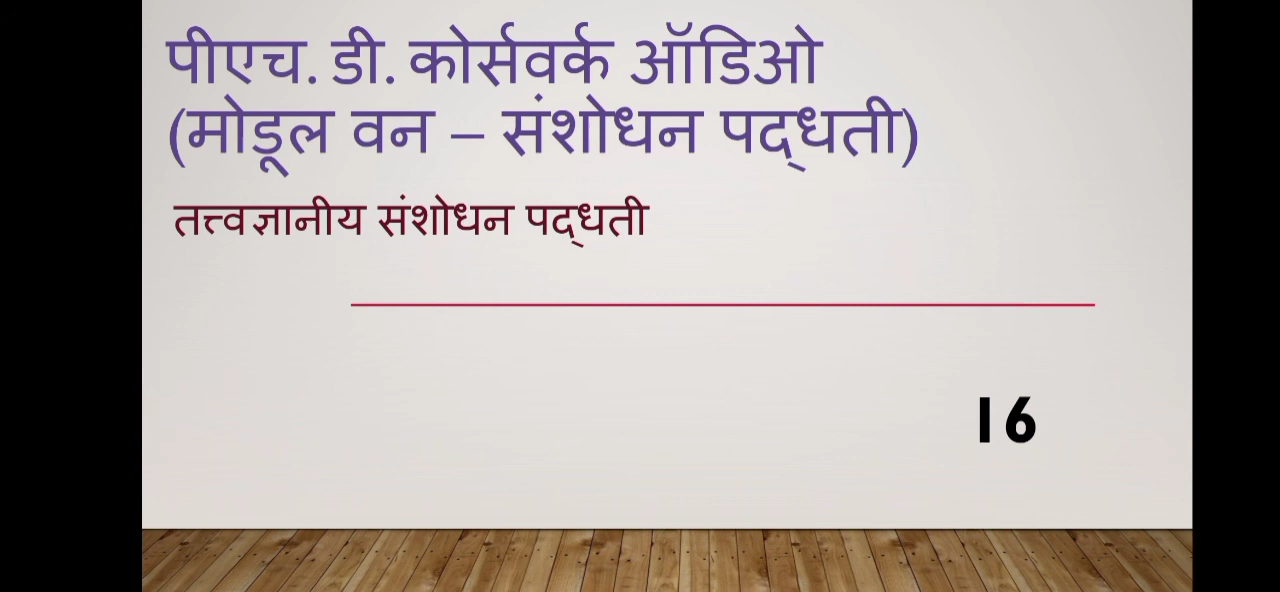 पीएच. डी. कोर्सवर्क ऑडिओ
(मोडूल वन – संशोधन पद्धती)
तत्त्वज्ञानीय संशोधन पद्धती
16